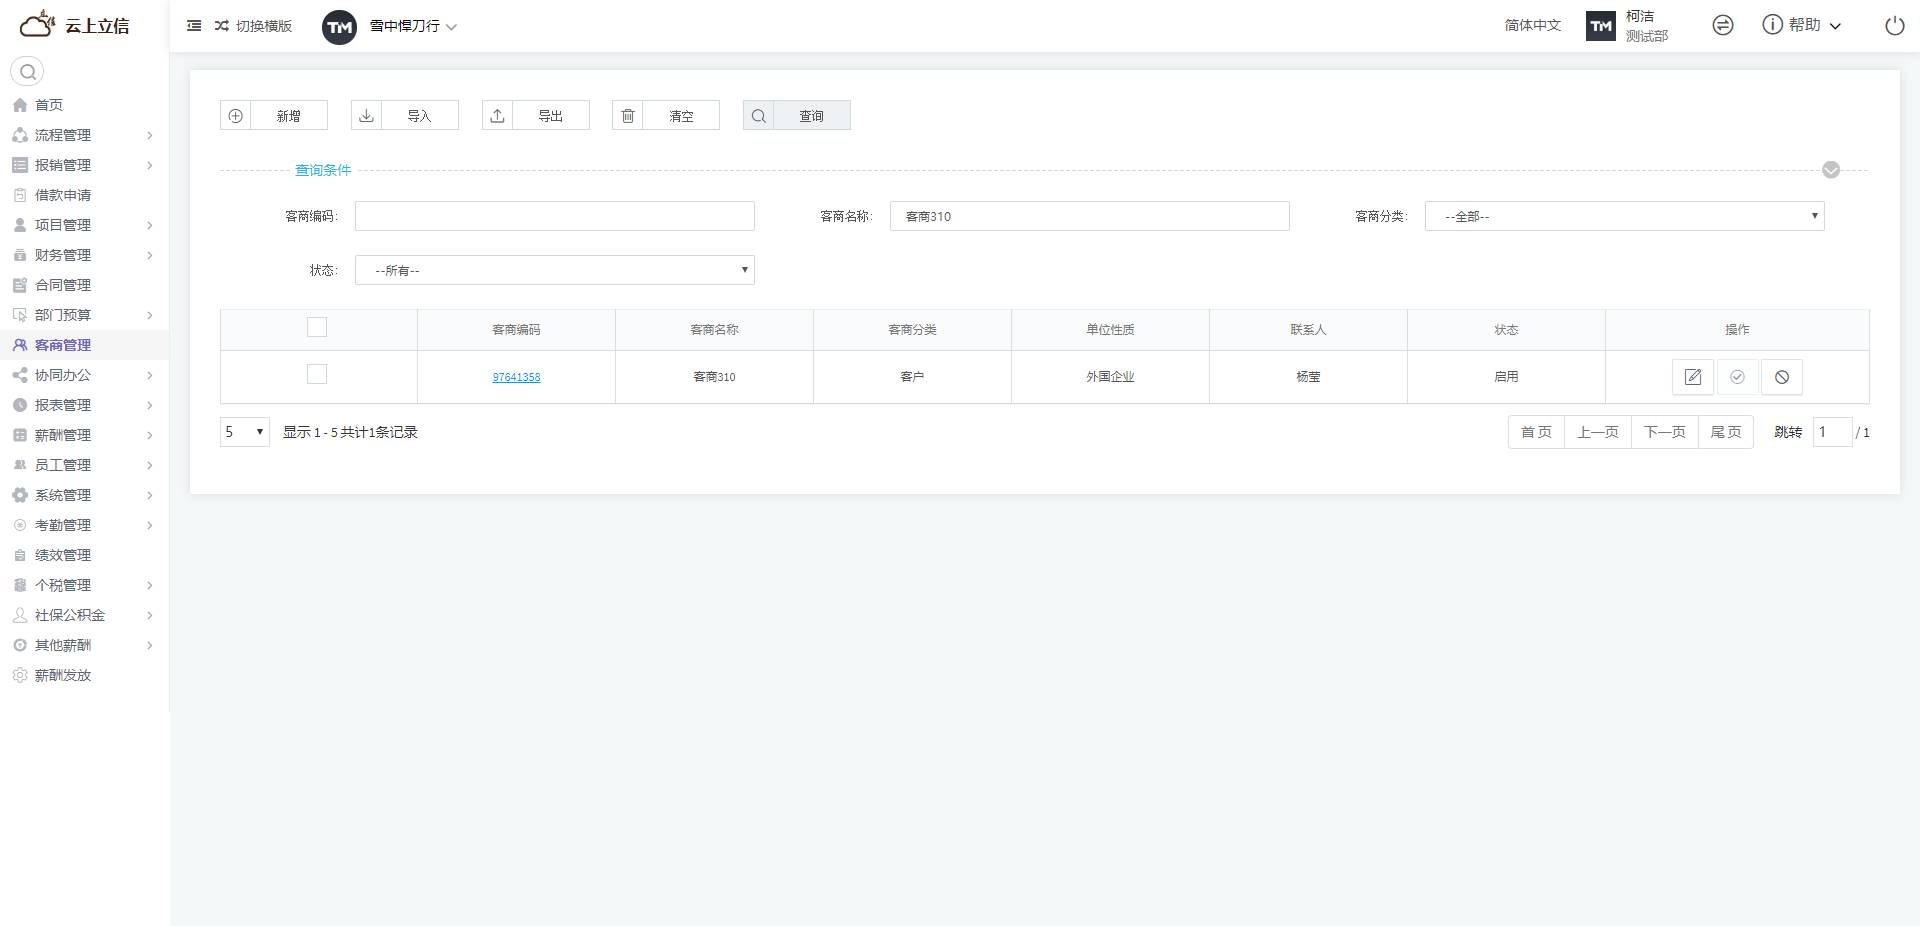 云上立信
切换横版
TM 雪中悍刀行
简体中文
TM 柯洁
测试部
帮助
首页
流程管理
报销管理
借款申请
项目管理
财务管理
合同管理
部门预算
客商管理
协同办公
报表管理
薪酬管理
员工管理
系统管理
考勤管理
绩效管理
个税管理
社保公积金
其他薪酬
薪酬发放
新增 导入 导出 清空 查询
查询条件
客商编码: 客商名称: 客商310 客商分类: --全部--
状态: --所有--
客商编码 客商名称 客商分类 单位性质 联系人 状态 操作
97641358 客商310 客户 外国企业 杨莹 启用
5 显示 1 - 5 共计1条记录 首页 上一页 下一页 尾页 跳转 1 / 1